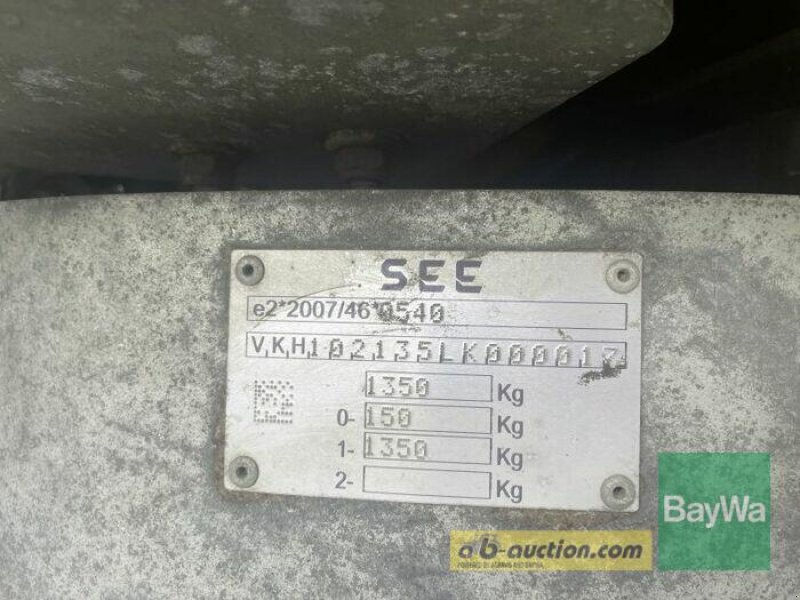 SEE
e2*2007/46*0540
V,K,H,102135LK0000017
1350 Kg
0- 150 Kg
1- 1350 Kg
2- Kg
BayWa
ab-auction.com